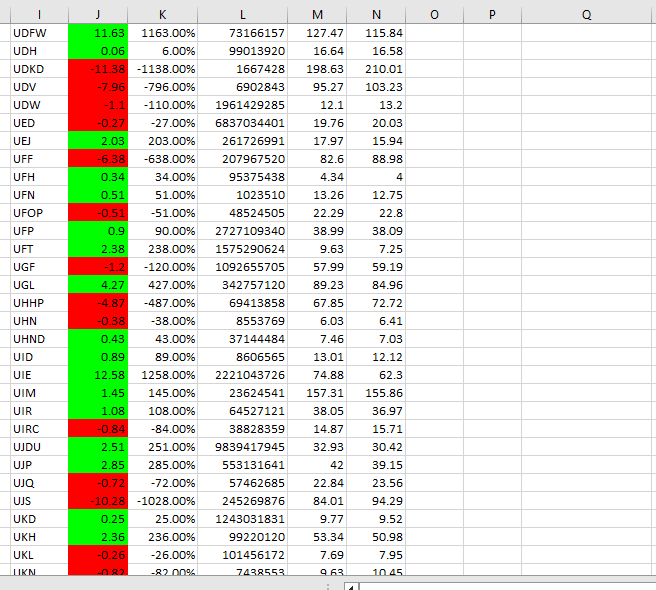 I J K L M N O P Q
UDFW 11.63 1163.00% 73166157 127.47 115.84
UDH 0.06 6.00% 99013920 16.64 16.58
UDKD -11.38 -1138.00% 1667428 198.63 210.01
UDV -7.96 -796.00% 6902843 95.27 103.23
UDW -1.1 -110.00% 1961429285 12.1 13.2
UED -0.27 -27.00% 6837034401 19.76 20.03
UEJ 2.03 203.00% 261726991 17.97 15.94
UFF -6.38 -638.00% 207967520 82.6 88.98
UFH 0.34 34.00% 95375438 4.34 4
UFN 0.51 51.00% 1023510 13.26 12.75
UFOP -0.51 -51.00% 48524505 22.29 22.8
UFP 0.9 90.00% 2727109340 38.99 38.09
UFT 2.38 238.00% 1575290624 9.63 7.25
UGF -1.2 -120.00% 1092655705 57.99 59.19
UGL 4.27 427.00% 342757120 89.23 84.96
UHHP -4.87 -487.00% 69413858 67.85 72.72
UHN -0.38 -38.00% 8553769 6.03 6.41
UHND 0.43 43.00% 37144484 7.46 7.03
UID 0.89 89.00% 8606565 13.01 12.12
UIE 12.58 1258.00% 2221043726 74.88 62.3
UIM 1.45 145.00% 23624541 157.31 155.86
UIR 1.08 108.00% 64527121 38.05 36.97
UIRC -0.84 -84.00% 38828359 14.87 15.71
UJDU 2.51 251.00% 9839417945 32.93 30.42
UJP 2.85 285.00% 553131641 42 39.15
UJQ -0.72 -72.00% 57462685 22.84 23.56
UJS -10.28 -1028.00% 245269876 84.01 94.29
UKD 0.25 25.00% 1243031831 9.77 9.52
UKH 2.36 236.00% 99220120 53.34 50.98
UKL -0.26 -26.00% 101456172 7.69 7.95
UKN -0.82 -82.00% 7438553 9.63 10.45